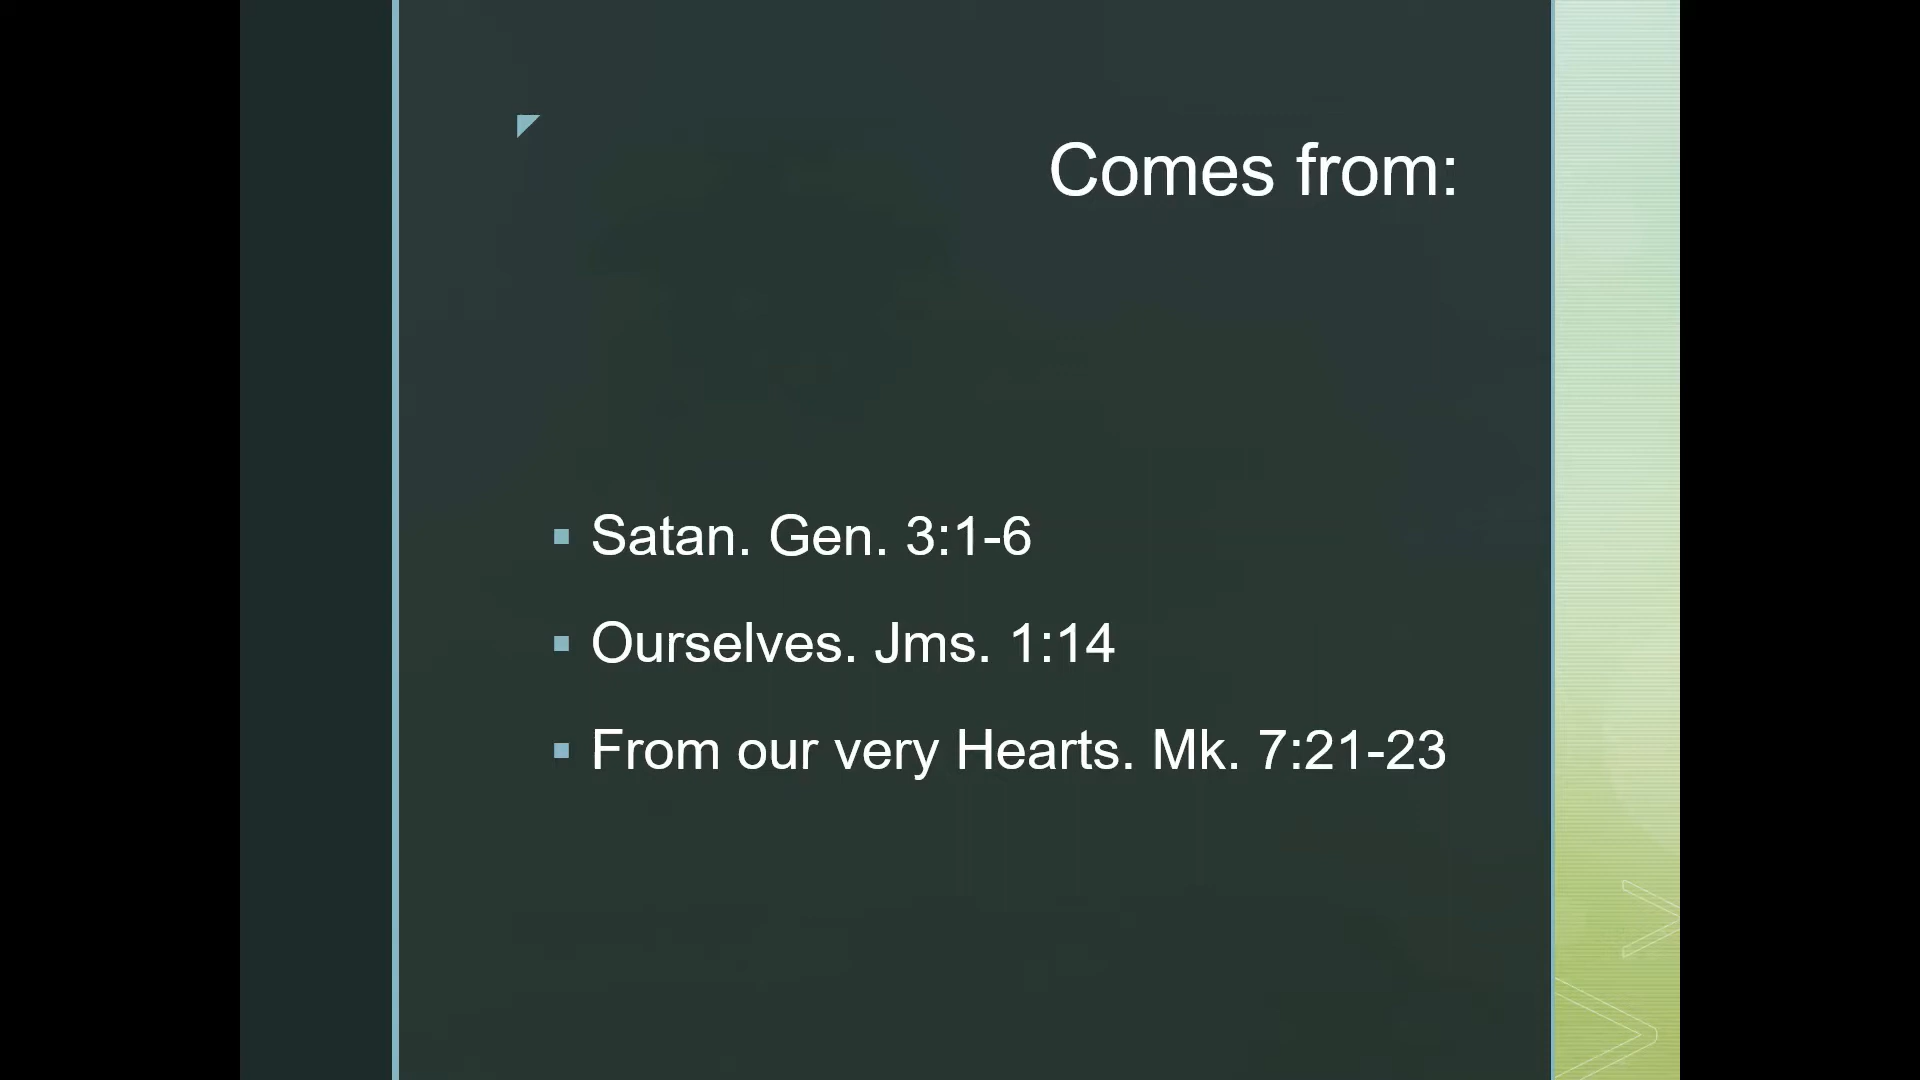 Comes from:
Satan. Gen. 3:1-6
Ourselves. Jms. 1:14
From our very Hearts. Mk. 7:21-23